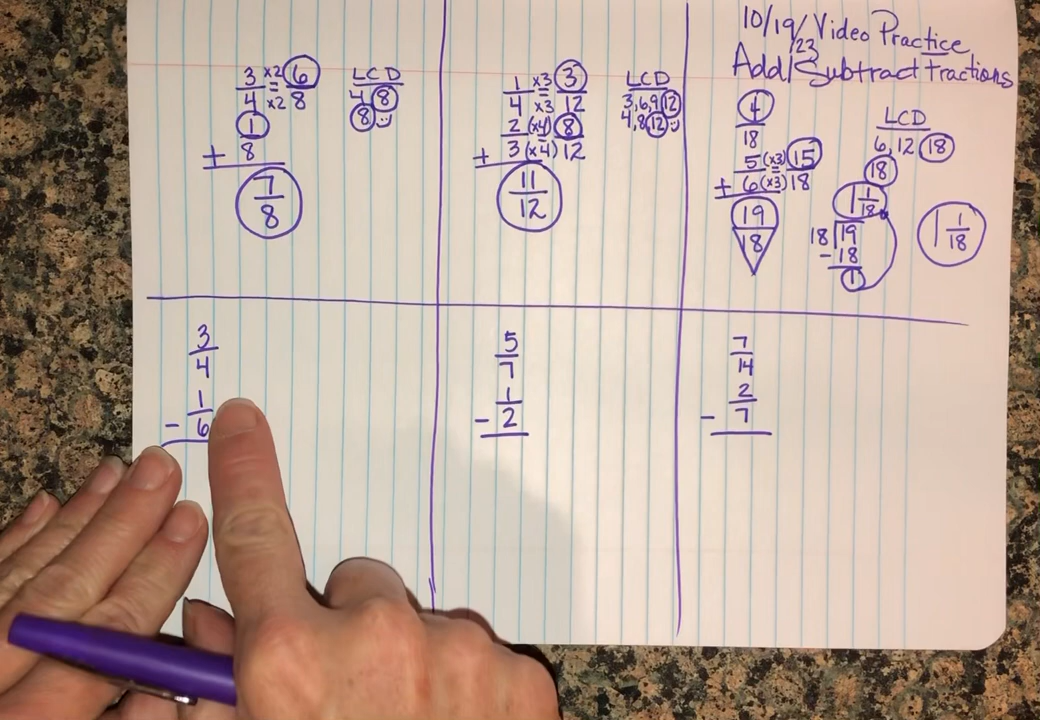 10/19/23 Video Practice
Add/Subtract Fractions
3/4 ×2/×2 = 6/8
+ 1/8
7/8
LCD
4, 8
8 :)
1/4 ×3/×3 = 3/12
+ 2/3 (×4)/(×4) = 8/12
11/12
LCD
3, 6, 9, 12
4, 8, 12 :)
4/18
+ 5/6 (×3)/(×3) = 15/18
19/18
LCD
6, 12, 18
18
1 1/18
18 19
- 18
1
1 1/18
3/4
- 1/6
5/7
- 1/2
7/14
- 2/7